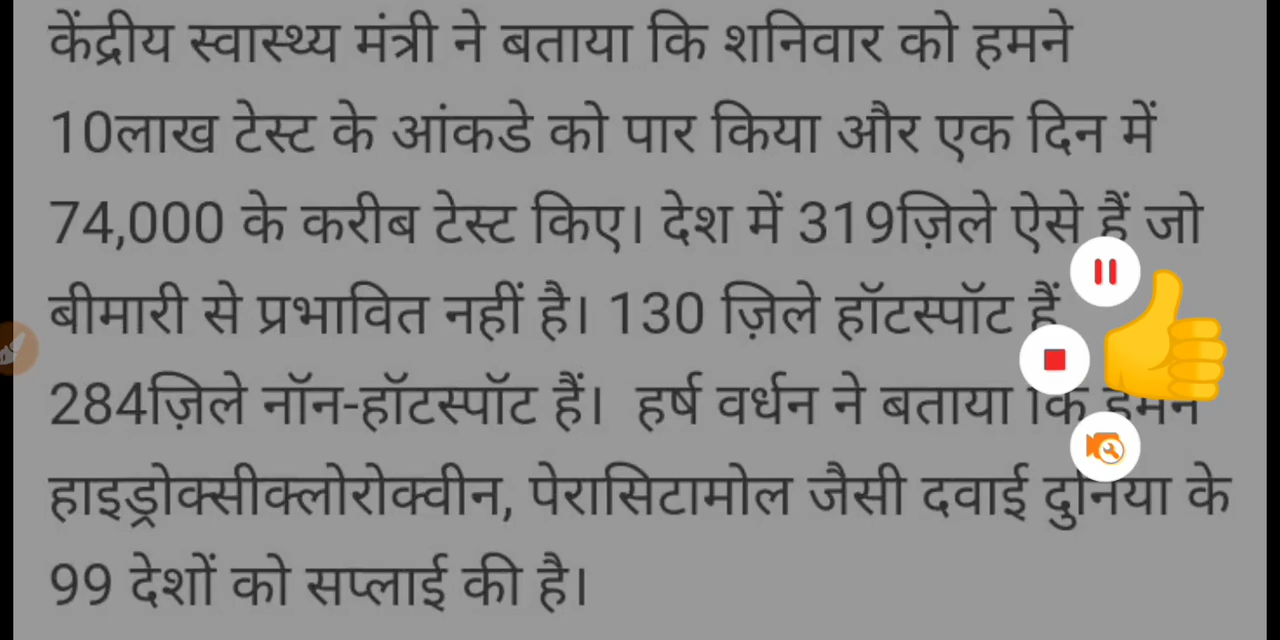 केंद्रीय स्वास्थ्य मंत्री ने बताया कि शनिवार को हमने
10लाख टेस्ट के आंकडे को पार किया और एक दिन में
74,000 के करीब टेस्ट किए। देश में 319ज़िले ऐसे हैं जो
बीमारी से प्रभावित नहीं है। 130 ज़िले हॉटस्पॉट हैं
284ज़िले नॉन-हॉटस्पॉट हैं। हर्ष वर्धन ने बताया कि हमने
हाइड्रोक्सीक्लोरोक्वीन, पेरासिटामोल जैसी दवाई दुनिया के
99 देशों को सप्लाई की है।